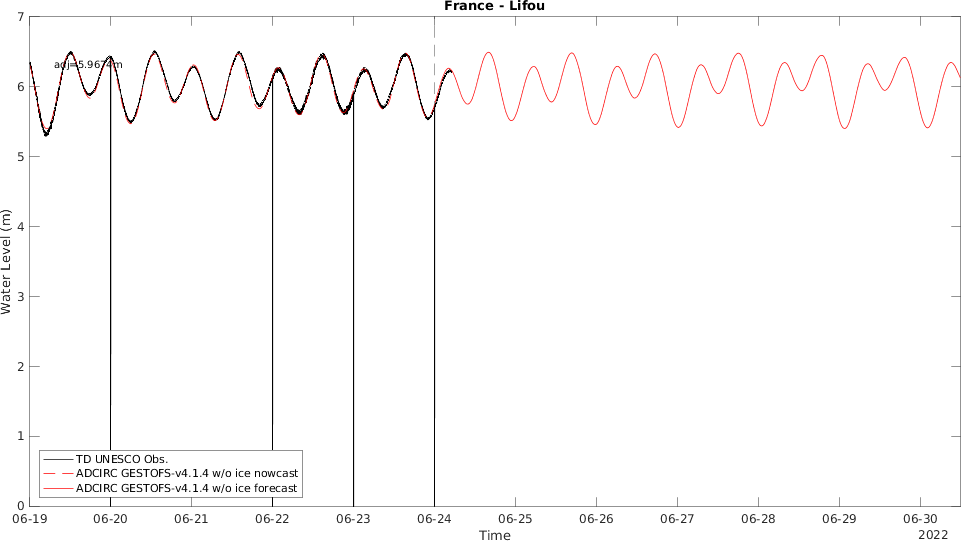 France - Lifou
7
6
5
4
3
2
1
0
Water Level (m)
adj=5.9674m
TD UNESCO Obs.
ADCIRC GESTOFS-v4.1.4 w/o ice nowcast
ADCIRC GESTOFS-v4.1.4 w/o ice forecast
06-19 06-20 06-21 06-22 06-23 06-24 06-25 06-26 06-27 06-28 06-29 06-30
Time
2022